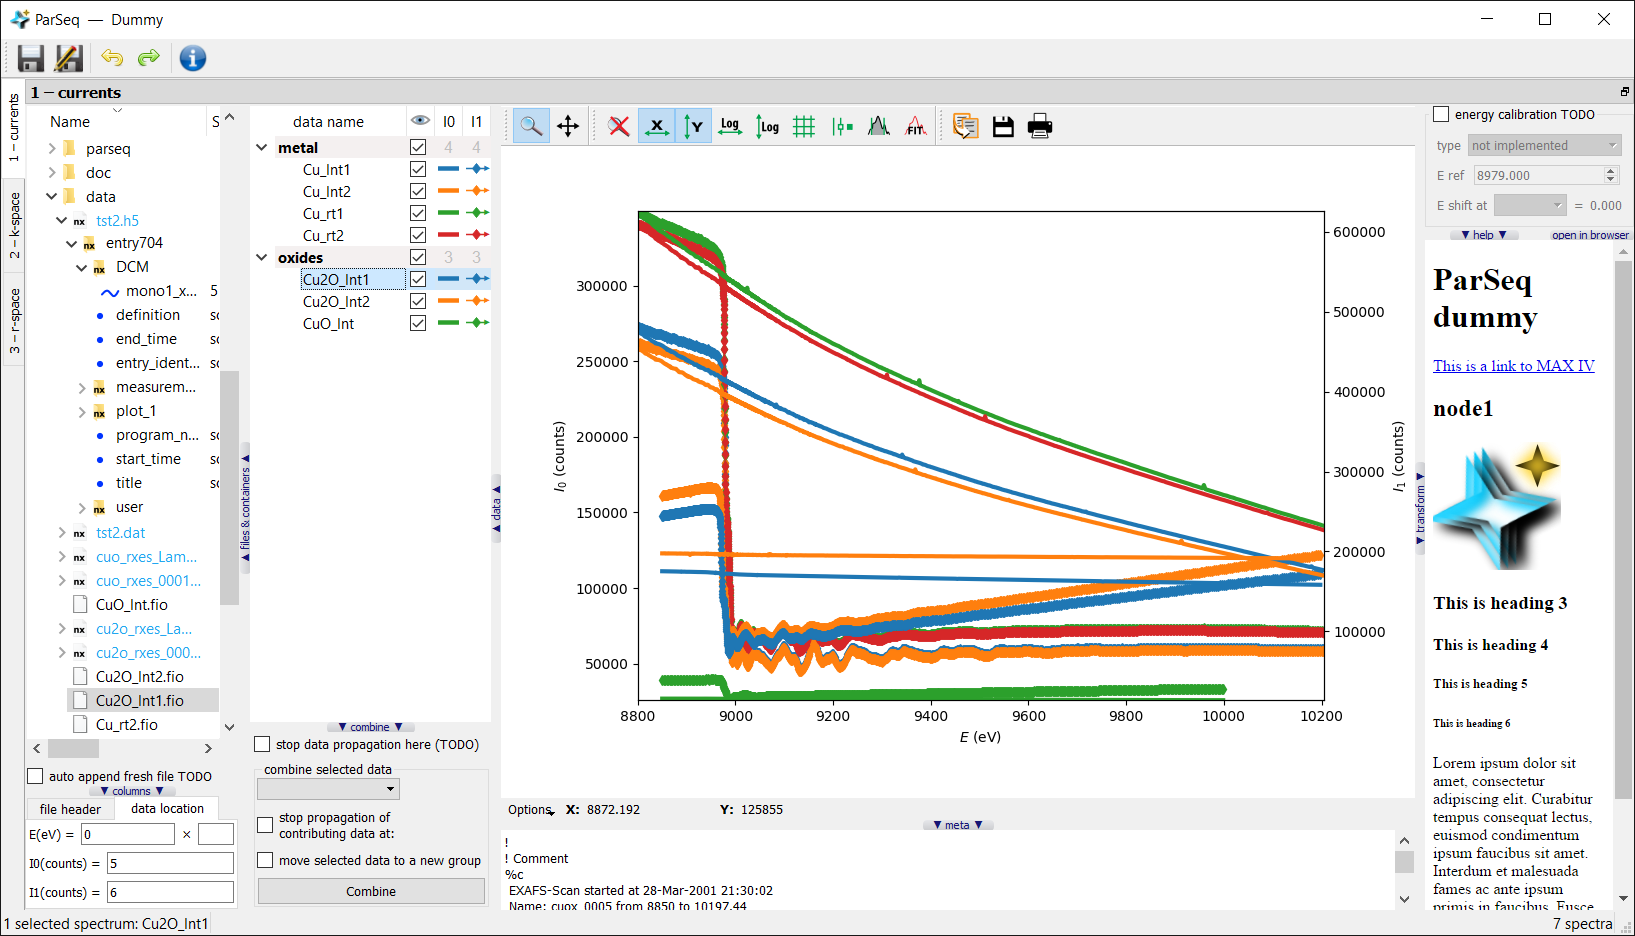 ParSeq — Dummy
1 – currents
1 – currents
2 – k-space
3 – r-space
Name
S
parseq
doc
data
tst2.h5
entry704
DCM
mono1_x... 5
definition
end_time
entry_ident...
measurem...
plot_1
program_n...
start_time
title
user
tst2.dat
cuo_rxes_Lam...
cuo_rxes_0001...
CuO_Int.fio
cu2o_rxes_La...
cu2o_rxes_000...
Cu2O_Int2.fio
Cu2O_Int1.fio
Cu_rt2.fio
auto append fresh file TODO
columns
file header
data location
E(eV) = 0 ×
I0(counts) = 5
I1(counts) = 6
files & containers
data name I0 I1
metal 4 4
Cu_Int1
Cu_Int2
Cu_rt1
Cu_rt2
oxides 3 3
Cu2O_Int1
Cu2O_Int2
CuO_Int
combine
stop data propagation here (TODO)
combine selected data
stop propagation of
contributing data at:
move selected data to a new group
Combine
data
X Y Log Log FIT
300000
250000
200000
150000
100000
50000
I0 (counts)
8800 9000 9200 9400 9600 9800 10000 10200
E (eV)
600000
500000
400000
300000
200000
100000
I1 (counts)
Options X: 8872.192 Y: 125855
meta
!
! Comment
%c
EXAFS-Scan started at 28-Mar-2001 21:30:02
Name: cuox_0005 from 8850 to 10197.44
transform
energy calibration TODO
type not implemented
E ref 8979.000
E shift at = 0.000
help
open in browser
ParSeq
dummy
This is a link to MAX IV
node1
This is heading 3
This is heading 4
This is heading 5
This is heading 6
Lorem ipsum dolor sit
amet, consectetur
adipiscing elit. Curabitur
tempus consequat lectus,
euismod condimentum
ipsum faucibus sit amet.
Interdum et malesuada
fames ac ante ipsum
primis in faucibus. Fusce
1 selected spectrum: Cu2O_Int1
7 spectra